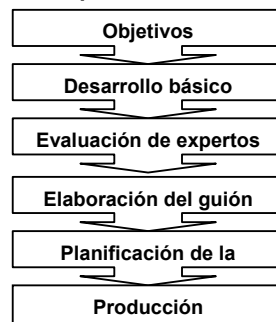 Objetivos
Desarrollo básico
Evaluación de expertos
Elaboración del guión
Planificación de la
Producción